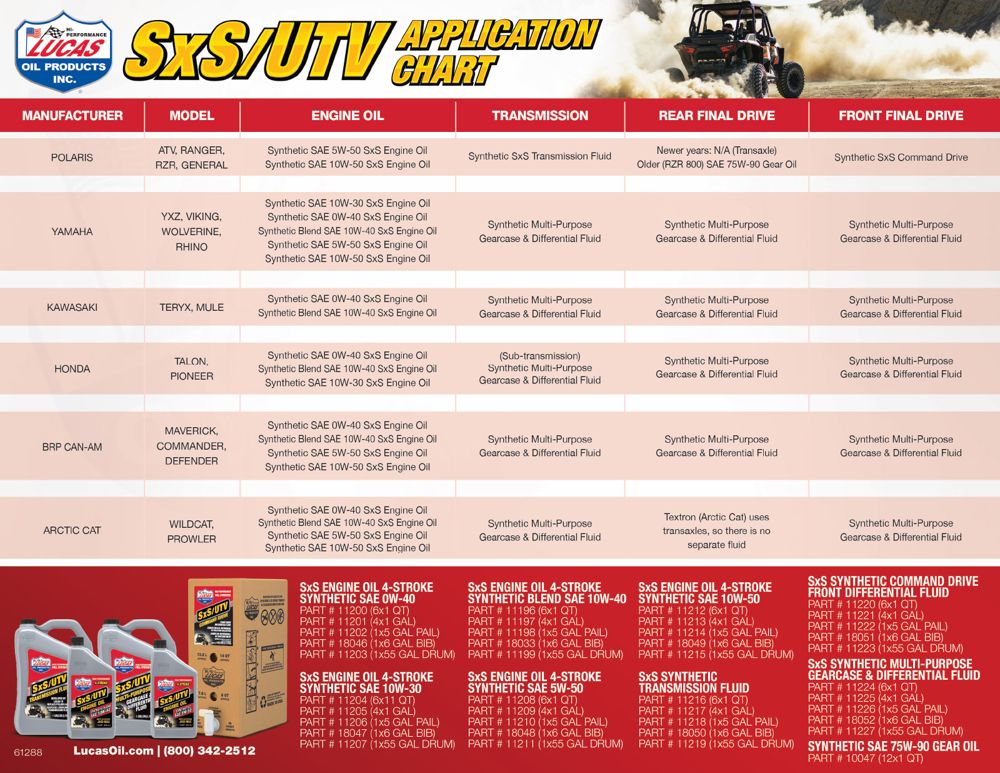 HI-PERFORMANCE
LUCAS
OIL PRODUCTS
INC.
SxS/UTV APPLICATION
CHART
MANUFACTURER
MODEL
ENGINE OIL
TRANSMISSION
REAR FINAL DRIVE
FRONT FINAL DRIVE
POLARIS
ATV, RANGER,
RZR, GENERAL
Synthetic SAE 5W-50 SxS Engine Oil
Synthetic SAE 10W-50 SxS Engine Oil
Synthetic SxS Transmission Fluid
Newer years: N/A (Transaxle)
Older (RZR 800) SAE 75W-90 Gear Oil
Synthetic SxS Command Drive
YAMAHA
YXZ, VIKING,
WOLVERINE,
RHINO
Synthetic SAE 10W-30 SxS Engine Oil
Synthetic SAE 0W-40 SxS Engine Oil
Synthetic Blend SAE 10W-40 SxS Engine Oil
Synthetic SAE 5W-50 SxS Engine Oil
Synthetic SAE 10W-50 SxS Engine Oil
Synthetic Multi-Purpose
Gearcase & Differential Fluid
Synthetic Multi-Purpose
Gearcase & Differential Fluid
Synthetic Multi-Purpose
Gearcase & Differential Fluid
KAWASAKI
TERYX, MULE
Synthetic SAE 0W-40 SxS Engine Oil
Synthetic Blend SAE 10W-40 SxS Engine Oil
Synthetic Multi-Purpose
Gearcase & Differential Fluid
Synthetic Multi-Purpose
Gearcase & Differential Fluid
Synthetic Multi-Purpose
Gearcase & Differential Fluid
HONDA
TALON,
PIONEER
Synthetic SAE 0W-40 SxS Engine Oil
Synthetic Blend SAE 10W-40 SxS Engine Oil
Synthetic SAE 10W-30 SxS Engine Oil
(Sub-transmission)
Synthetic Multi-Purpose
Gearcase & Differential Fluid
Synthetic Multi-Purpose
Gearcase & Differential Fluid
Synthetic Multi-Purpose
Gearcase & Differential Fluid
BRP CAN-AM
MAVERICK,
COMMANDER,
DEFENDER
Synthetic SAE 0W-40 SxS Engine Oil
Synthetic Blend SAE 10W-40 SxS Engine Oil
Synthetic SAE 5W-50 SxS Engine Oil
Synthetic SAE 10W-50 SxS Engine Oil
Synthetic Multi-Purpose
Gearcase & Differential Fluid
Synthetic Multi-Purpose
Gearcase & Differential Fluid
Synthetic Multi-Purpose
Gearcase & Differential Fluid
ARCTIC CAT
WILDCAT,
PROWLER
Synthetic SAE 0W-40 SxS Engine Oil
Synthetic Blend SAE 10W-40 SxS Engine Oil
Synthetic SAE 5W-50 SxS Engine Oil
Synthetic SAE 10W-50 SxS Engine Oil
Synthetic Multi-Purpose
Gearcase & Differential Fluid
Textron (Arctic Cat) uses
transaxles, so there is no
separate fluid
Synthetic Multi-Purpose
Gearcase & Differential Fluid
SxS/UTV
TRANSMISSION FLUID
SxS/UTV
ENGINE OIL
SxS/UTV
MULTI-PURPOSE
GEARCASE &
DIFFERENTIAL
SxS/UTV
SxS/UTV
61288
LucasOil.com | (800) 342-2512
SxS ENGINE OIL 4-STROKE
SYNTHETIC SAE 0W-40
PART # 11200 (6x1 QT)
PART # 11201 (4x1 GAL)
PART # 11202 (1x5 GAL PAIL)
PART # 18046 (1x6 GAL BIB)
PART # 11203 (1x55 GAL DRUM)
SxS ENGINE OIL 4-STROKE
SYNTHETIC SAE 10W-30
PART # 11204 (6x11 QT)
PART # 11205 (4x1 GAL)
PART # 11206 (1x5 GAL PAIL)
PART # 18047 (1x6 GAL BIB)
PART # 11207 (1x55 GAL DRUM)
SxS ENGINE OIL 4-STROKE
SYNTHETIC BLEND SAE 10W-40
PART # 11196 (6x1 QT)
PART # 11197 (4x1 GAL)
PART # 11198 (1x5 GAL PAIL)
PART # 18033 (1x6 GAL BIB)
PART # 11199 (1x55 GAL DRUM)
SxS ENGINE OIL 4-STROKE
SYNTHETIC SAE 5W-50
PART # 11208 (6x1 QT)
PART # 11209 (4x1 GAL)
PART # 11210 (1x5 GAL PAIL)
PART # 18048 (1x6 GAL BIB)
PART # 11211 (1x55 GAL DRUM)
SxS ENGINE OIL 4-STROKE
SYNTHETIC SAE 10W-50
PART # 11212 (6x1 QT)
PART # 11213 (4x1 GAL)
PART # 11214 (1x5 GAL PAIL)
PART # 18049 (1x6 GAL BIB)
PART # 11215 (1x55 GAL DRUM)
SxS SYNTHETIC
TRANSMISSION FLUID
PART # 11216 (6x1 QT)
PART # 11217 (4x1 GAL)
PART # 11218 (1x5 GAL PAIL)
PART # 18050 (1x6 GAL BIB)
PART # 11219 (1x55 GAL DRUM)
SxS SYNTHETIC COMMAND DRIVE
FRONT DIFFERENTIAL FLUID
PART # 11220 (6x1 QT)
PART # 11221 (4x1 GAL)
PART # 11222 (1x5 GAL PAIL)
PART # 18051 (1x6 GAL BIB)
PART # 11223 (1x55 GAL DRUM)
SxS SYNTHETIC MULTI-PURPOSE
GEARCASE & DIFFERENTIAL FLUID
PART # 11224 (6x1 QT)
PART # 11225 (4x1 GAL)
PART # 11226 (1x5 GAL PAIL)
PART # 18052 (1x6 GAL BIB)
PART # 11227 (1x55 GAL DRUM)
SYNTHETIC SAE 75W-90 GEAR OIL
PART # 10047 (12x1 QT)